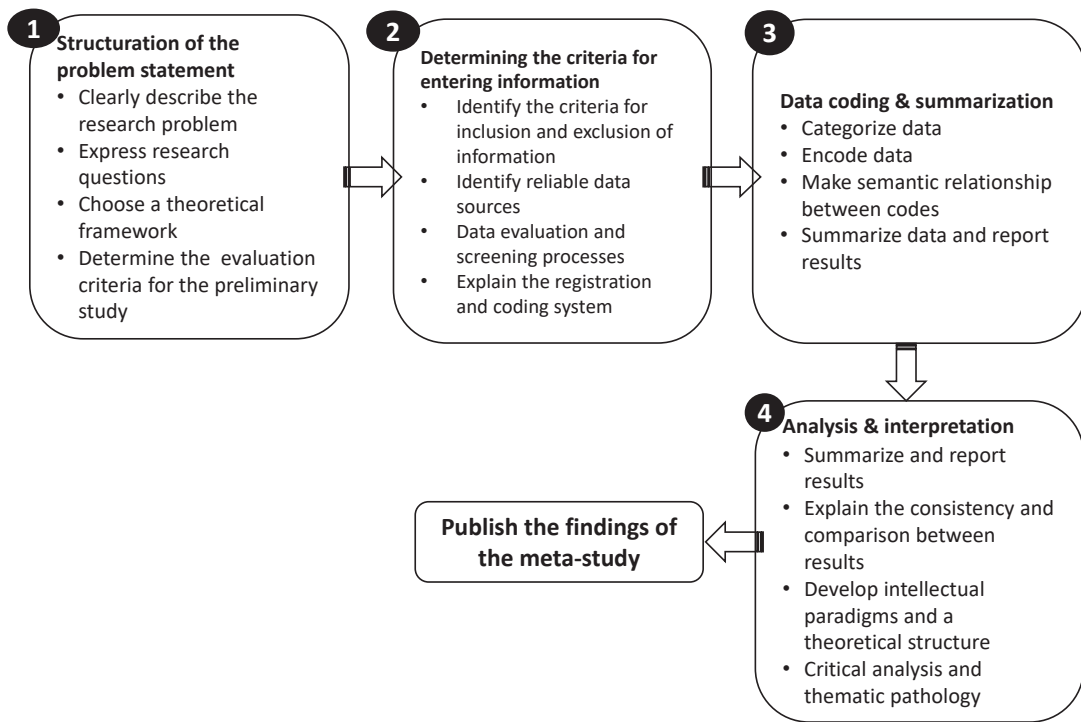 1
Structuration of the
problem statement
• Clearly describe the
research problem
• Express research
questions
• Choose a theoretical
framework
• Determine the evaluation
criteria for the preliminary
study
2
Determining the criteria for
entering information
• Identify the criteria for
inclusion and exclusion of
information
• Identify reliable data
sources
• Data evaluation and
screening processes
• Explain the registration
and coding system
3
Data coding & summarization
• Categorize data
• Encode data
• Make semantic relationship
between codes
• Summarize data and report
results
4
Analysis & interpretation
• Summarize and report
results
• Explain the consistency and
comparison between
results
• Develop intellectual
paradigms and a
theoretical structure
• Critical analysis and
thematic pathology
Publish the findings of
the meta-study